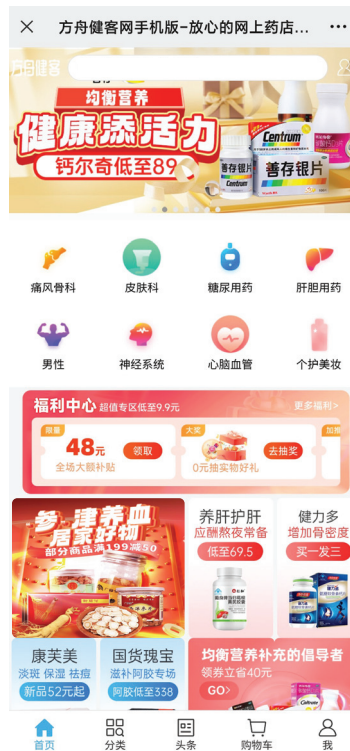 方舟健客网手机版-放心的网上药店...
方舟健客
均衡营养
健康添活力
钙尔奇低至89
Centrum
善存银片
善存银片
Centrum
痛风骨科
皮肤科
糖尿用药
肝胆用药
男性
神经系统
心脑血管
个护美妆
福利中心 超值专区低至9.9元
更多福利>
限量
48元
领取
全场大额补贴
大奖
去抽奖
0元抽实物好礼
加推
参津养血
居家好物
部分商品满199减50
养肝护肝
应酬熬夜常备
低至69.5
健力多
增加骨密度
买一发三
康芙美
淡斑 保湿 祛痘
新品52元起
国货瑰宝
滋补阿胶专场
阿胶低至338
均衡营养补充的倡导者
领券立省40元
GO>
Caltrate
首页
分类
头条
购物车
我